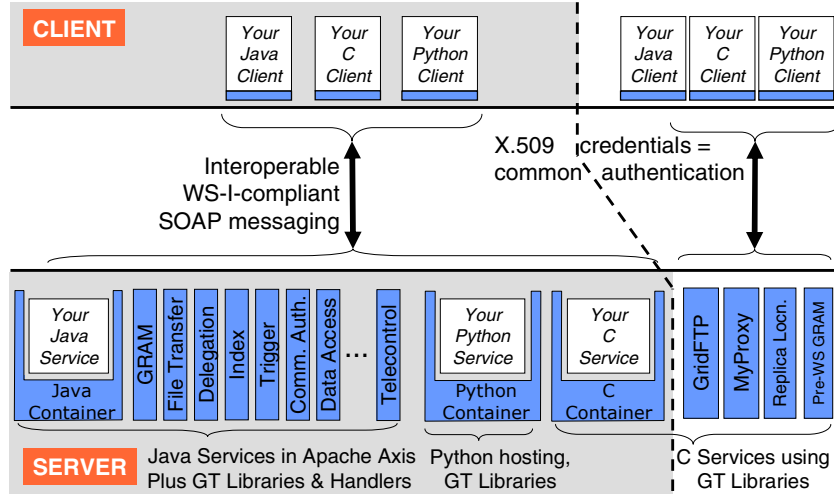 CLIENT
Your
Java
Client
Your
C
Client
Your
Python
Client
Your
Java
Client
Your
C
Client
Your
Python
Client
Interoperable
WS-I-compliant
SOAP messaging
X.509 credentials =
common authentication
Your
Java
Service
Java
Container
GRAM
File Transfer
Delegation
Index
Trigger
Comm. Auth.
Data Access
...
Telecontrol
Your
Python
Service
Python
Container
Your
C
Service
C
Container
GridFTP
MyProxy
Replica Locn.
Pre-WS GRAM
SERVER
Java Services in Apache Axis
Plus GT Libraries & Handlers
Python hosting,
GT Libraries
C Services using
GT Libraries